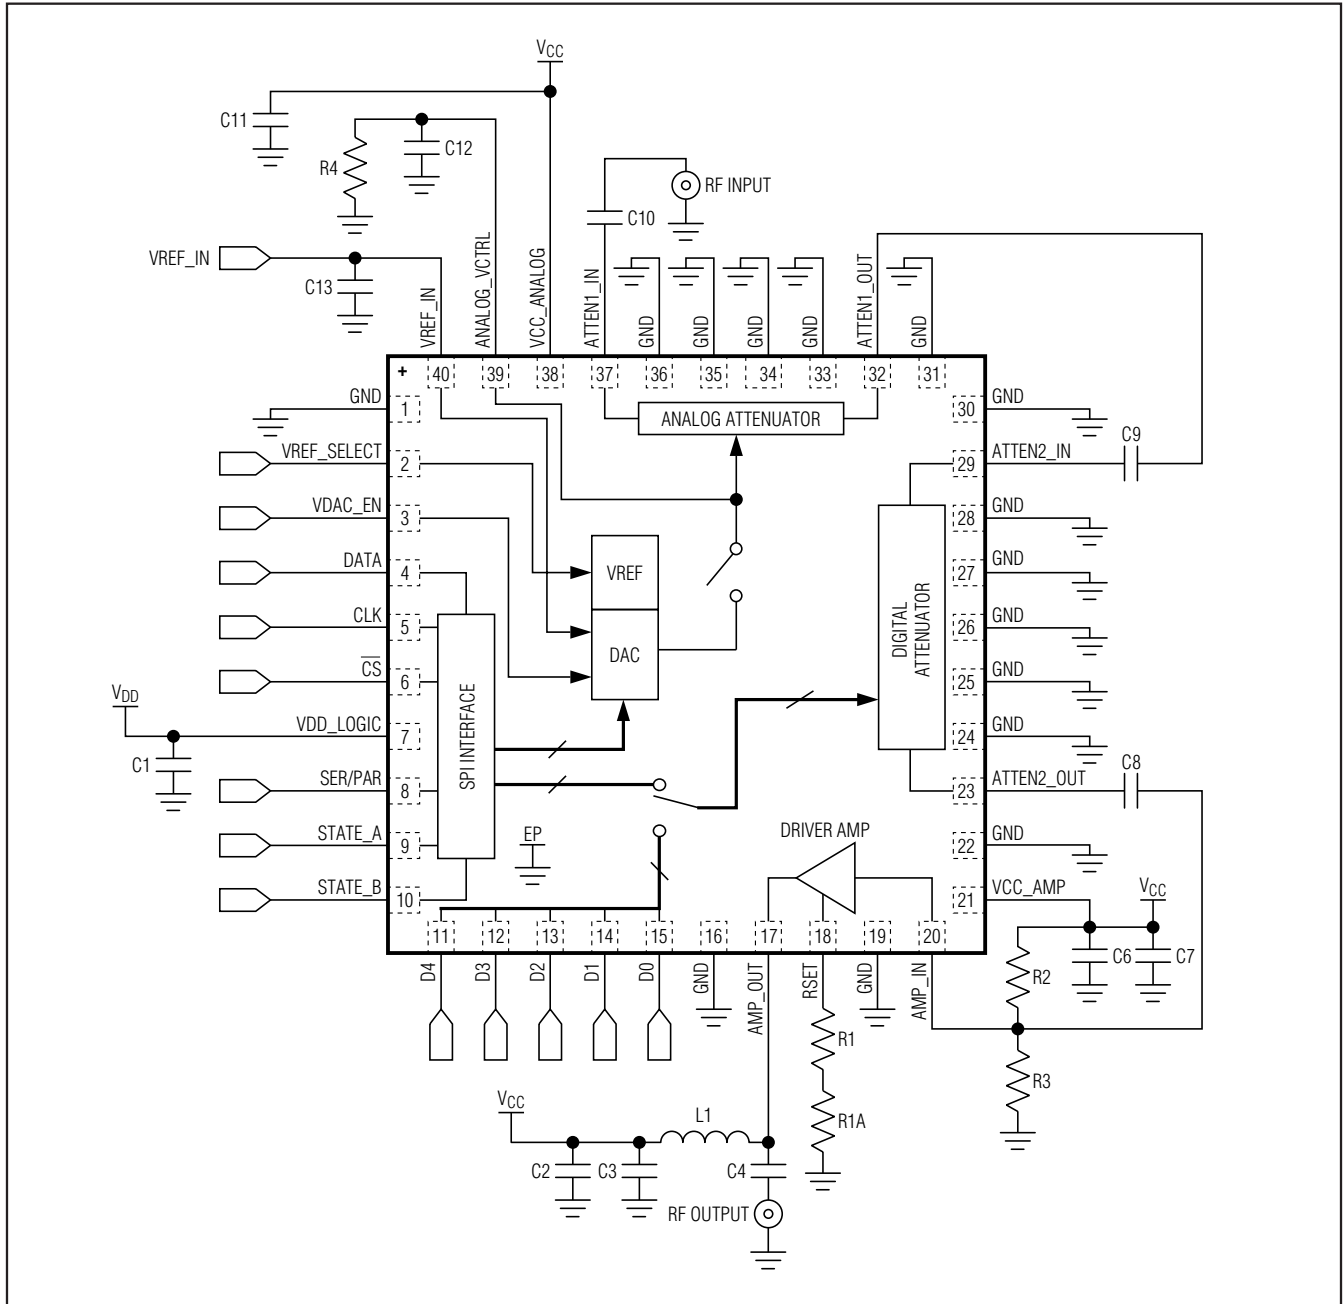 VCC
C11
C12
R4
RF INPUT
C10
VREF_IN
C13
VREF_IN
ANALOG_VCTRL
VCC_ANALOG
ATTEN1_IN
GND
GND
GND
GND
ATTEN1_OUT
GND
+
40
39
38
37
36
35
34
33
32
31
GND
1
ANALOG ATTENUATOR
30
GND
C9
VREF_SELECT
2
29
ATTEN2_IN
VDAC_EN
3
28
GND
DATA
4
VREF
27
GND
CLK
5
DAC
DIGITAL
ATTENUATOR
26
GND
CS
6
25
GND
VDD
VDD_LOGIC
7
SPI INTERFACE
24
GND
C1
C8
SER/PAR
8
23
ATTEN2_OUT
STATE_A
9
EP
DRIVER AMP
22
GND
STATE_B
10
21
VCC_AMP
VCC
11
12
13
14
15
16
17
18
19
20
C6
C7
R2
D4
D3
D2
D1
D0
GND
AMP_OUT
RSET
GND
AMP_IN
R1
R3
VCC
L1
R1A
C2
C3
C4
RF OUTPUT